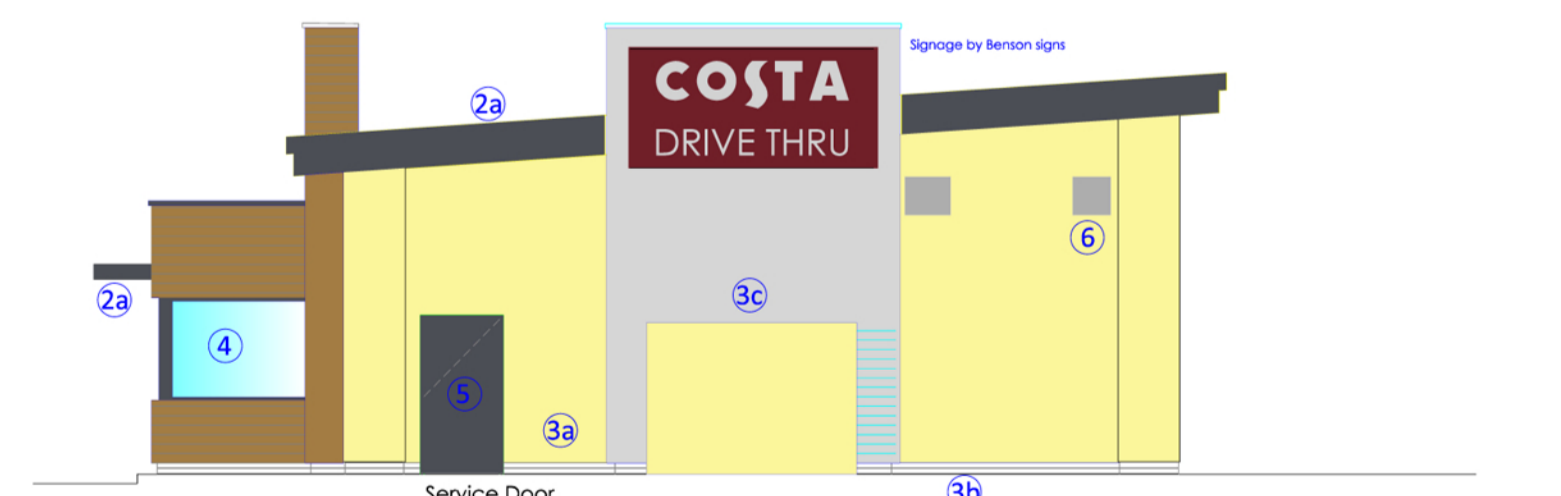 Signage by Benson signs
COSTA
DRIVE THRU
2a
2a
6
3c
4
5
3a
3b
Service Door